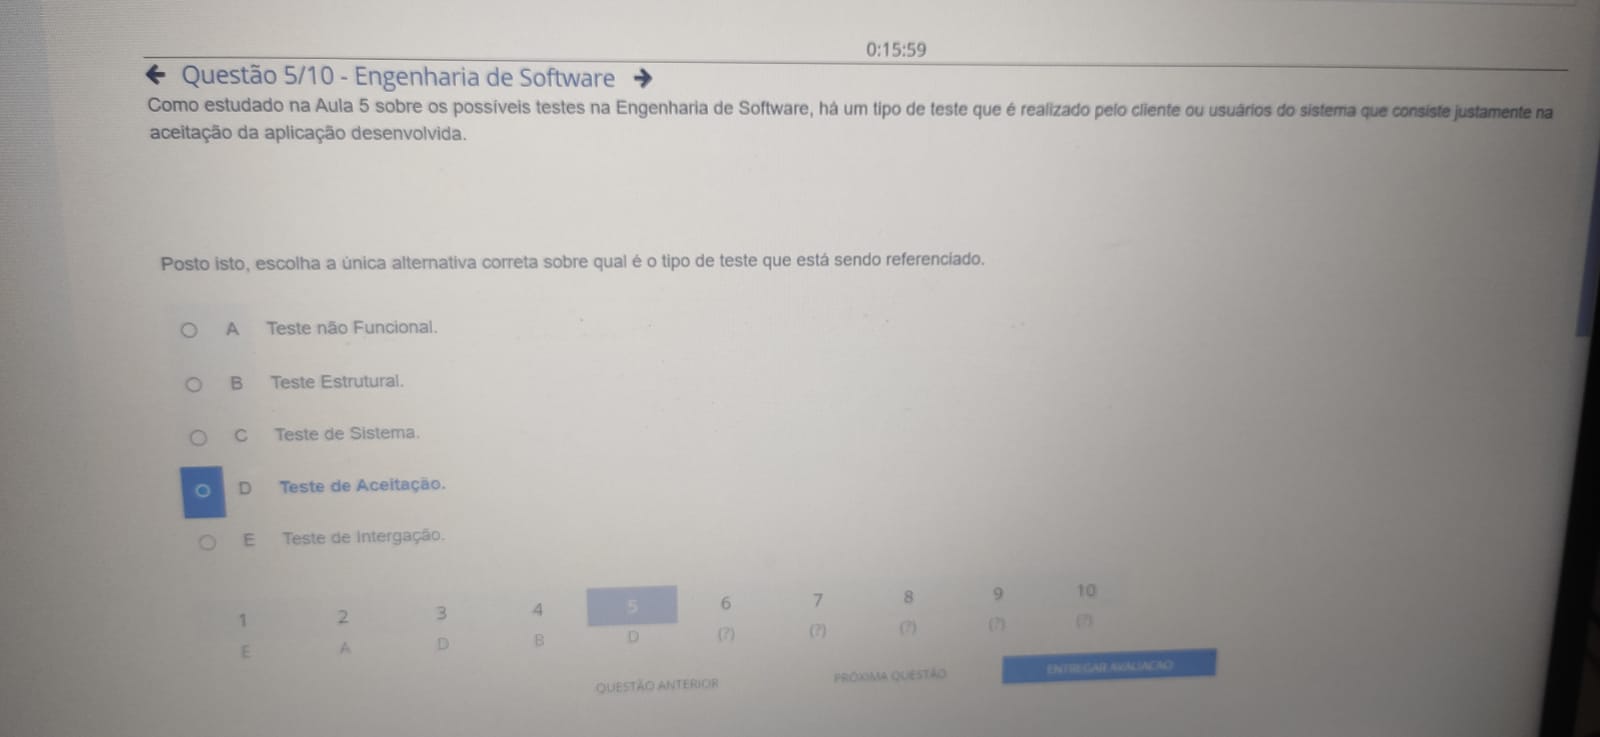 0:15:59
← Questão 5/10 - Engenharia de Software →
Como estudado na Aula 5 sobre os possíveis testes na Engenharia de Software, há um tipo de teste que é realizado pelo cliente ou usuários do sistema que consiste justamente na
aceitação da aplicação desenvolvida.
Posto isto, escolha a única alternativa correta sobre qual é o tipo de teste que está sendo referenciado.
A Teste não Funcional.
B Teste Estrutural.
C Teste de Sistema.
D Teste de Aceitação.
E Teste de Intergação.
1 2 3 4 5 6 7 8 9 10
E A D B D (?) (?) (?) (?) (?)
QUESTÃO ANTERIOR PRÓXIMA QUESTÃO ENTREGAR AVALIAÇÃO